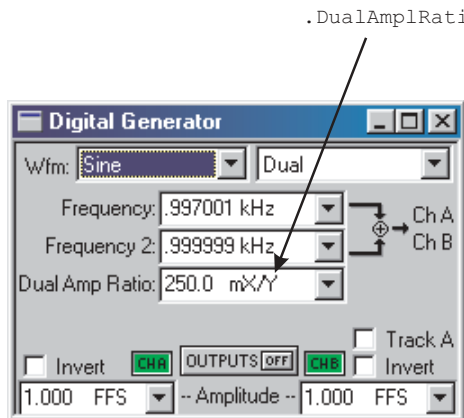 .DualAmplRati
Digital Generator
Wfm: Sine Dual
Frequency: .997001 kHz
Ch A
Frequency 2: .999999 kHz
Ch B
Dual Amp Ratio: 250.0 mX/Y
Track A
Invert CHA OUTPUTS OFF CHB Invert
1.000 FFS -- Amplitude -- 1.000 FFS